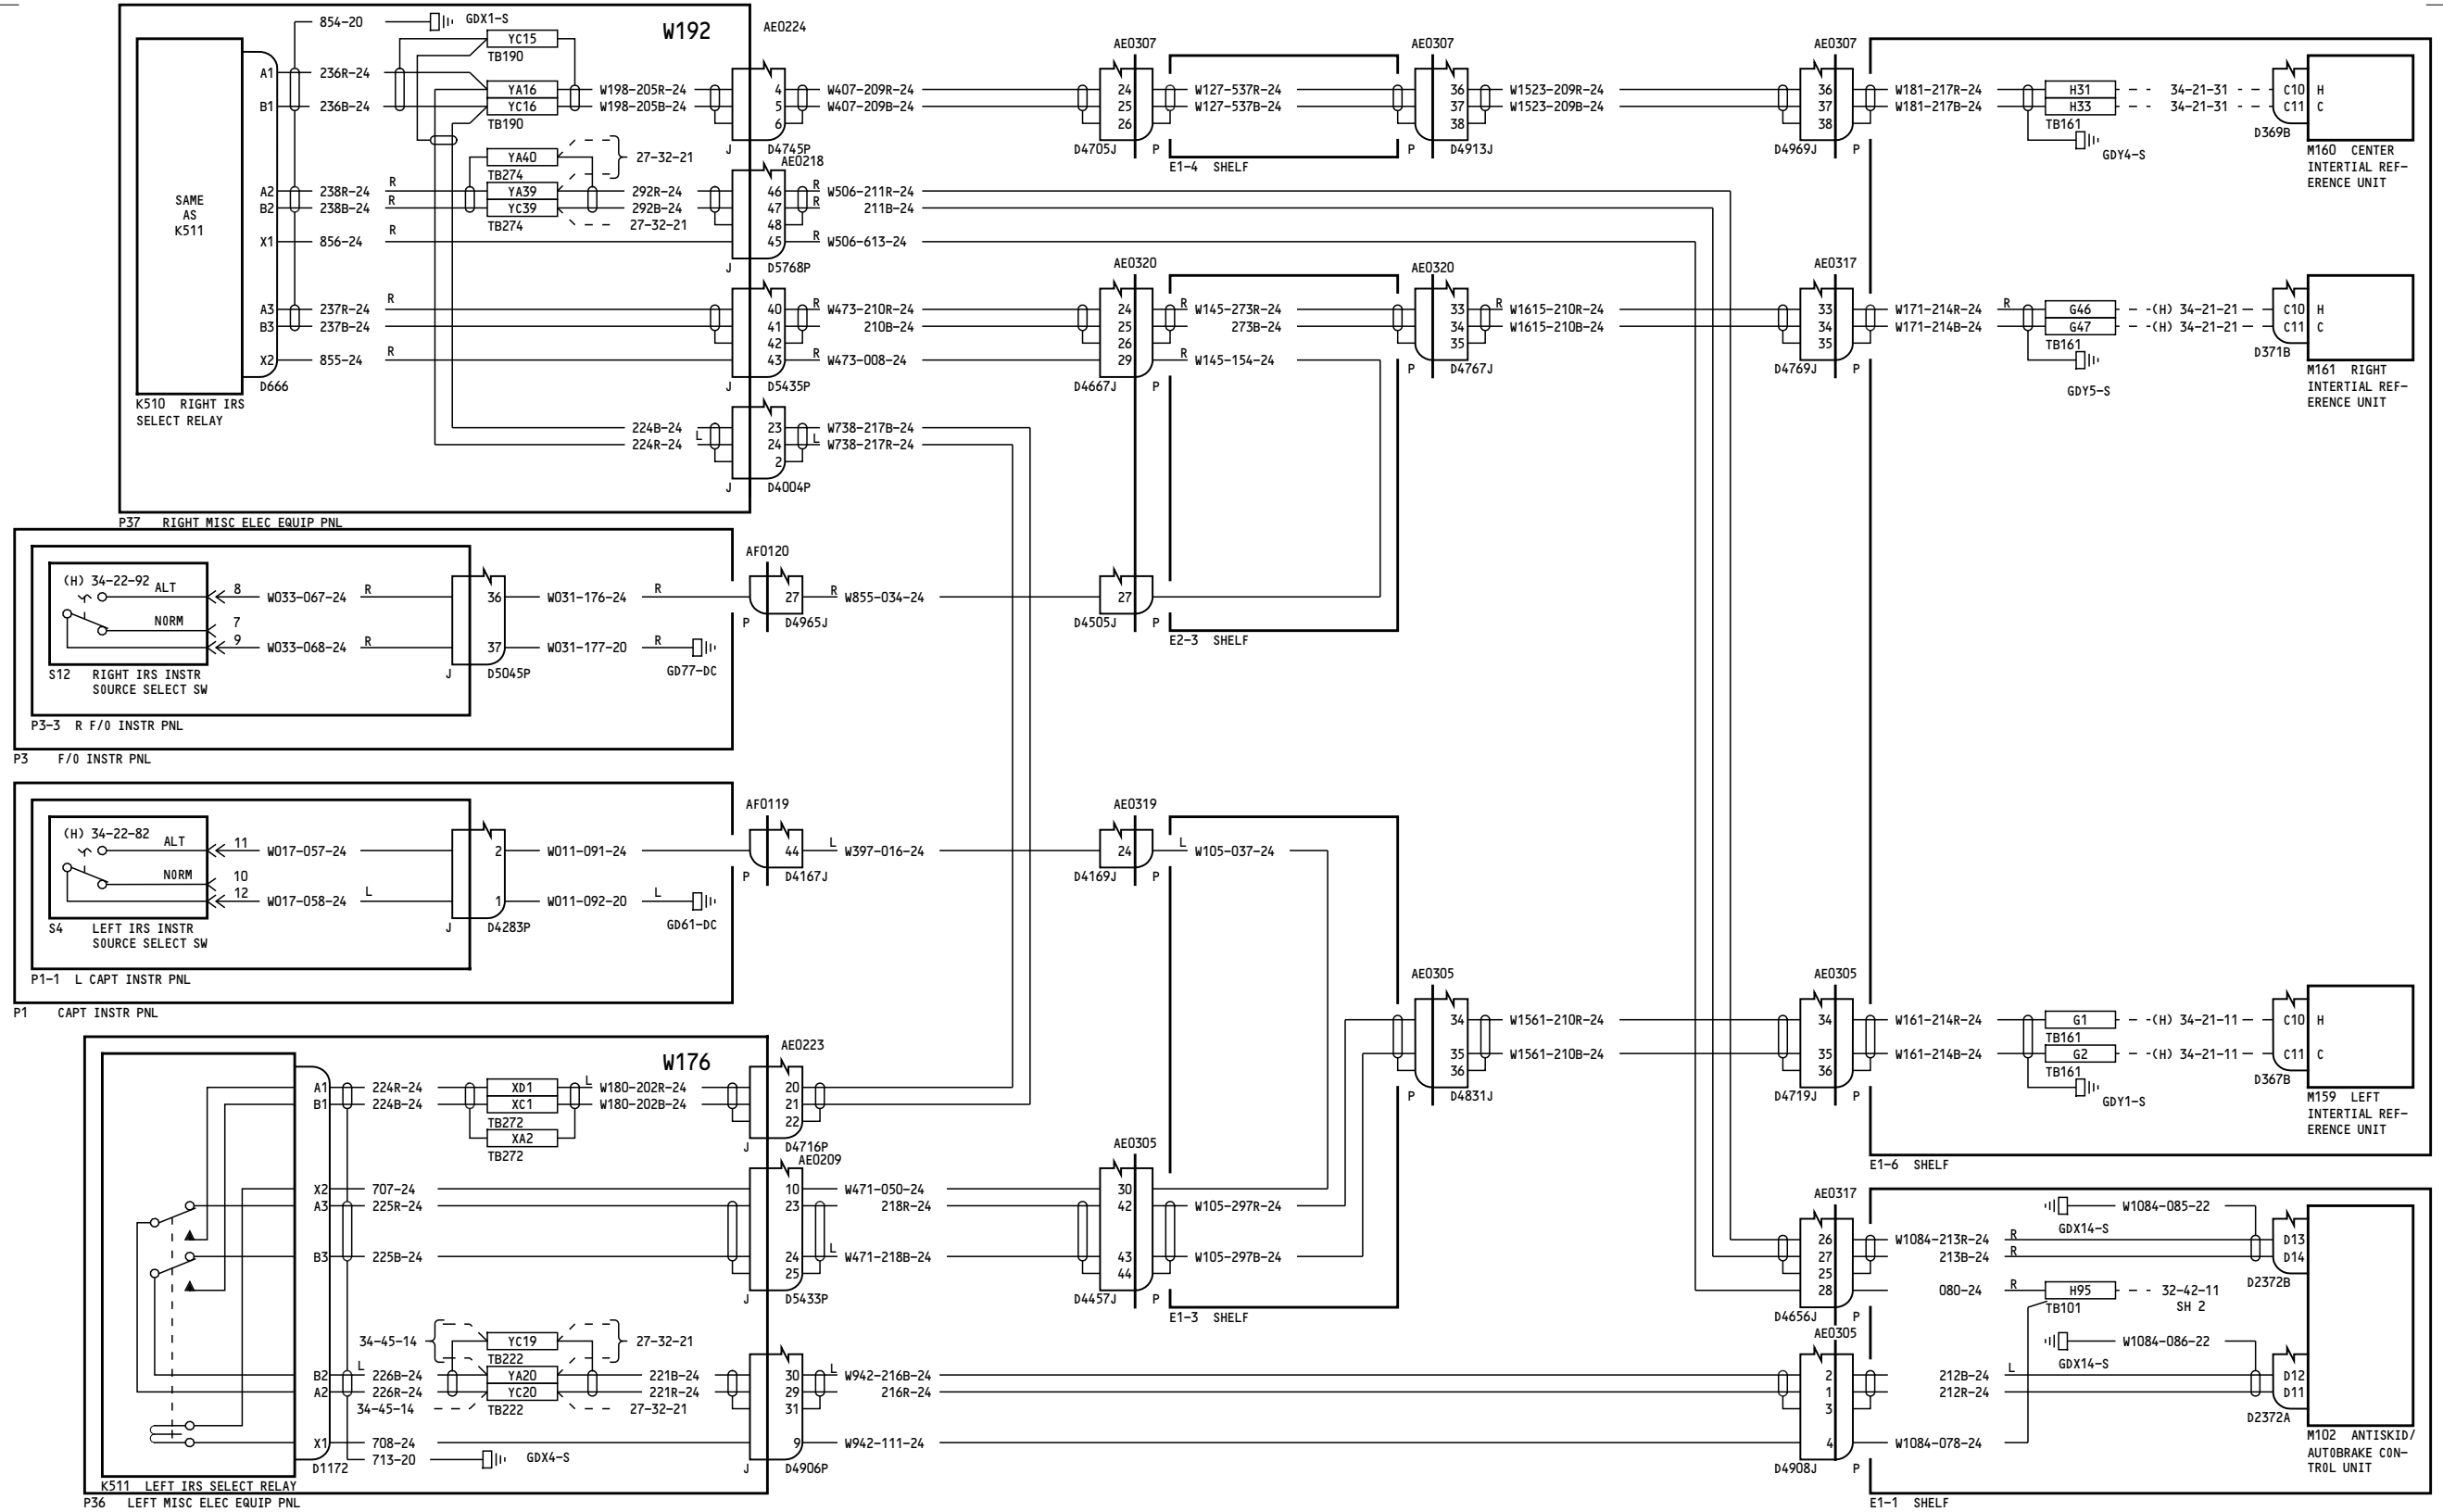 854-20
GDX1-S
W192
AE0224
YC15
TB190
SAME
AS
K511
A1
236R-24
YA16
W198-205R-24
4
W407-209R-24
B1
236B-24
YC16
W198-205B-24
5
W407-209B-24
TB190
6
J
D4745P
YA40
27-32-21
TB274
AE0218
A2
238R-24
R
YA39
292R-24
46
R
W506-211R-24
B2
238B-24
R
YC39
292B-24
47
R
211B-24
TB274
27-32-21
48
X1
856-24
R
45
R
W506-613-24
J
D5768P
A3
237R-24
R
40
R
W473-210R-24
B3
237B-24
41
210B-24
42
X2
855-24
R
43
R
W473-008-24
D666
J
D5435P
K510 RIGHT IRS
SELECT RELAY
224B-24
23
W738-217B-24
224R-24
L
24
L
W738-217R-24
2
J
D4004P
P37 RIGHT MISC ELEC EQUIP PNL
AE0307
24
W127-537R-24
25
W127-537B-24
26
D4705J
P
E1-4 SHELF
AE0307
36
W1523-209R-24
37
W1523-209B-24
38
P
D4913J
AE0307
36
W181-217R-24
H31
34-21-31
C10
H
37
W181-217B-24
H33
34-21-31
C11
C
38
TB161
D369B
D4969J
P
GDY4-S
M160 CENTER
INTERTIAL REF-
ERENCE UNIT
AE0320
24
R
W145-273R-24
25
273B-24
26
29
R
W145-154-24
D4667J
P
AE0320
33
R
W1615-210R-24
34
W1615-210B-24
35
P
D4767J
AE0317
33
W171-214R-24
R
G46
(H) 34-21-21
C10
H
34
W171-214B-24
G47
(H) 34-21-21
C11
C
35
TB161
D371B
D4769J
P
GDY5-S
M161 RIGHT
INTERTIAL REF-
ERENCE UNIT
(H) 34-22-92
ALT
8
W033-067-24
R
36
W031-176-24
R
AF0120
27
R
W855-034-24
27
NORM
7
9
W033-068-24
R
37
W031-177-20
R
GD77-DC
P
D4965J
D4505J
P
E2-3 SHELF
S12 RIGHT IRS INSTR
SOURCE SELECT SW
J
D5045P
P3-3 R F/O INSTR PNL
P3 F/O INSTR PNL
(H) 34-22-82
ALT
11
W017-057-24
2
W011-091-24
AF0119
44
L
W397-016-24
AE0319
24
L
W105-037-24
NORM
10
12
W017-058-24
L
1
W011-092-20
L
GD61-DC
P
D4167J
D4169J
P
S4 LEFT IRS INSTR
SOURCE SELECT SW
J
D4283P
P1-1 L CAPT INSTR PNL
P1 CAPT INSTR PNL
AE0305
34
W1561-210R-24
35
W1561-210B-24
36
P
D4831J
AE0305
34
W161-214R-24
G1
(H) 34-21-11
C10
H
TB161
35
W161-214B-24
G2
(H) 34-21-11
C11
C
36
TB161
D367B
D4719J
P
GDY1-S
M159 LEFT
INTERTIAL REF-
ERENCE UNIT
E1-6 SHELF
W176
AE0223
A1
224R-24
XD1
L
W180-202R-24
20
B1
224B-24
XC1
W180-202B-24
21
TB272
22
XA2
TB272
J
D4716P
AE0209
X2
707-24
10
W471-050-24
A3
225R-24
23
218R-24
B3
225B-24
24
L
W471-218B-24
25
J
D5433P
AE0305
30
42
W105-297R-24
43
W105-297B-24
44
D4457J
P
E1-3 SHELF
34-45-14
YC19
27-32-21
TB222
B2
L
226B-24
YA20
221B-24
30
L
W942-216B-24
A2
226R-24
YC20
221R-24
29
216R-24
34-45-14
TB222
27-32-21
31
X1
708-24
9
W942-111-24
713-20
GDX4-S
D1172
J
D4906P
K511 LEFT IRS SELECT RELAY
P36 LEFT MISC ELEC EQUIP PNL
AE0317
W1084-085-22
GDX14-S
26
W1084-213R-24
R
D13
27
213B-24
R
D14
25
D2372B
28
080-24
R
H95
32-42-11
SH 2
TB101
D4656J
P
AE0305
W1084-086-22
GDX14-S
2
212B-24
L
D12
1
212R-24
D11
3
D2372A
4
W1084-078-24
D4908J
P
M102 ANTISKID/
AUTOBRAKE CON-
TROL UNIT
E1-1 SHELF